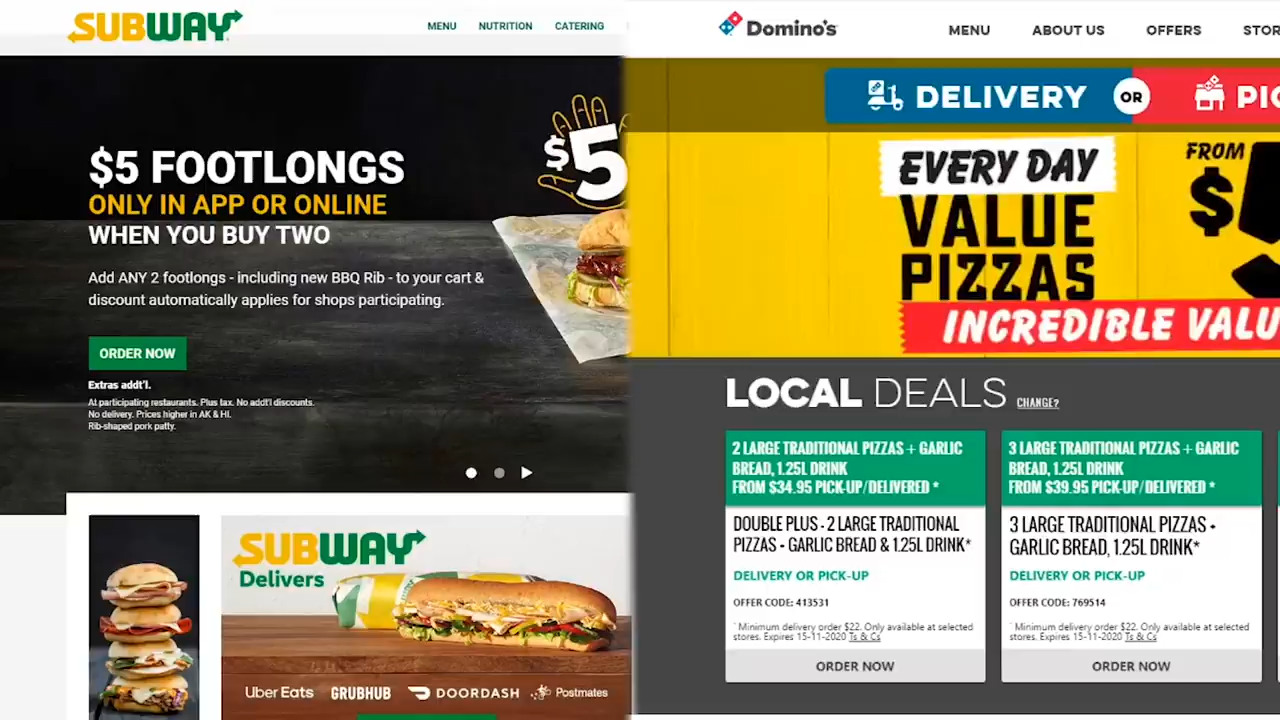 SUBWAY
MENU NUTRITION CATERING
$5 FOOTLONGS
ONLY IN APP OR ONLINE
WHEN YOU BUY TWO
Add ANY 2 footlongs - including new BBQ Rib - to your cart &
discount automatically applies for shops participating.
ORDER NOW
Extras addt'l.
At participating restaurants. Plus tax. No addt'l discounts.
No delivery. Prices higher in AK & HI.
Rib-shaped pork patty.
$5
SUBWAY
Delivers
Uber Eats GRUBHUB DOORDASH Postmates
Domino's
MENU ABOUT US OFFERS STOR
DELIVERY OR PIC
EVERY DAY
VALUE
PIZZAS
INCREDIBLE VALU
FROM
$
LOCAL DEALS CHANGE?
2 LARGE TRADITIONAL PIZZAS + GARLIC
BREAD, 1.25L DRINK
FROM $34.95 PICK-UP/DELIVERED *
DOUBLE PLUS - 2 LARGE TRADITIONAL
PIZZAS + GARLIC BREAD & 1.25L DRINK*
DELIVERY OR PICK-UP
OFFER CODE: 413531
* Minimum delivery order $22. Only available at selected
stores. Expires 15-11-2020 Ts & Cs
ORDER NOW
3 LARGE TRADITIONAL PIZZAS + GARLIC
BREAD, 1.25L DRINK
FROM $39.95 PICK-UP/DELIVERED *
3 LARGE TRADITIONAL PIZZAS +
GARLIC BREAD, 1.25L DRINK*
DELIVERY OR PICK-UP
OFFER CODE: 769514
* Minimum delivery order $22. Only available at selected
stores. Expires 15-11-2020 Ts & Cs
ORDER NOW